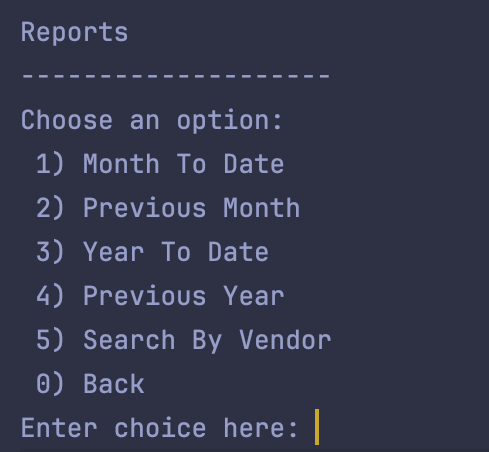 Reports
--------------------
Choose an option:
 1) Month To Date
 2) Previous Month
 3) Year To Date
 4) Previous Year
 5) Search By Vendor
 0) Back
Enter choice here: